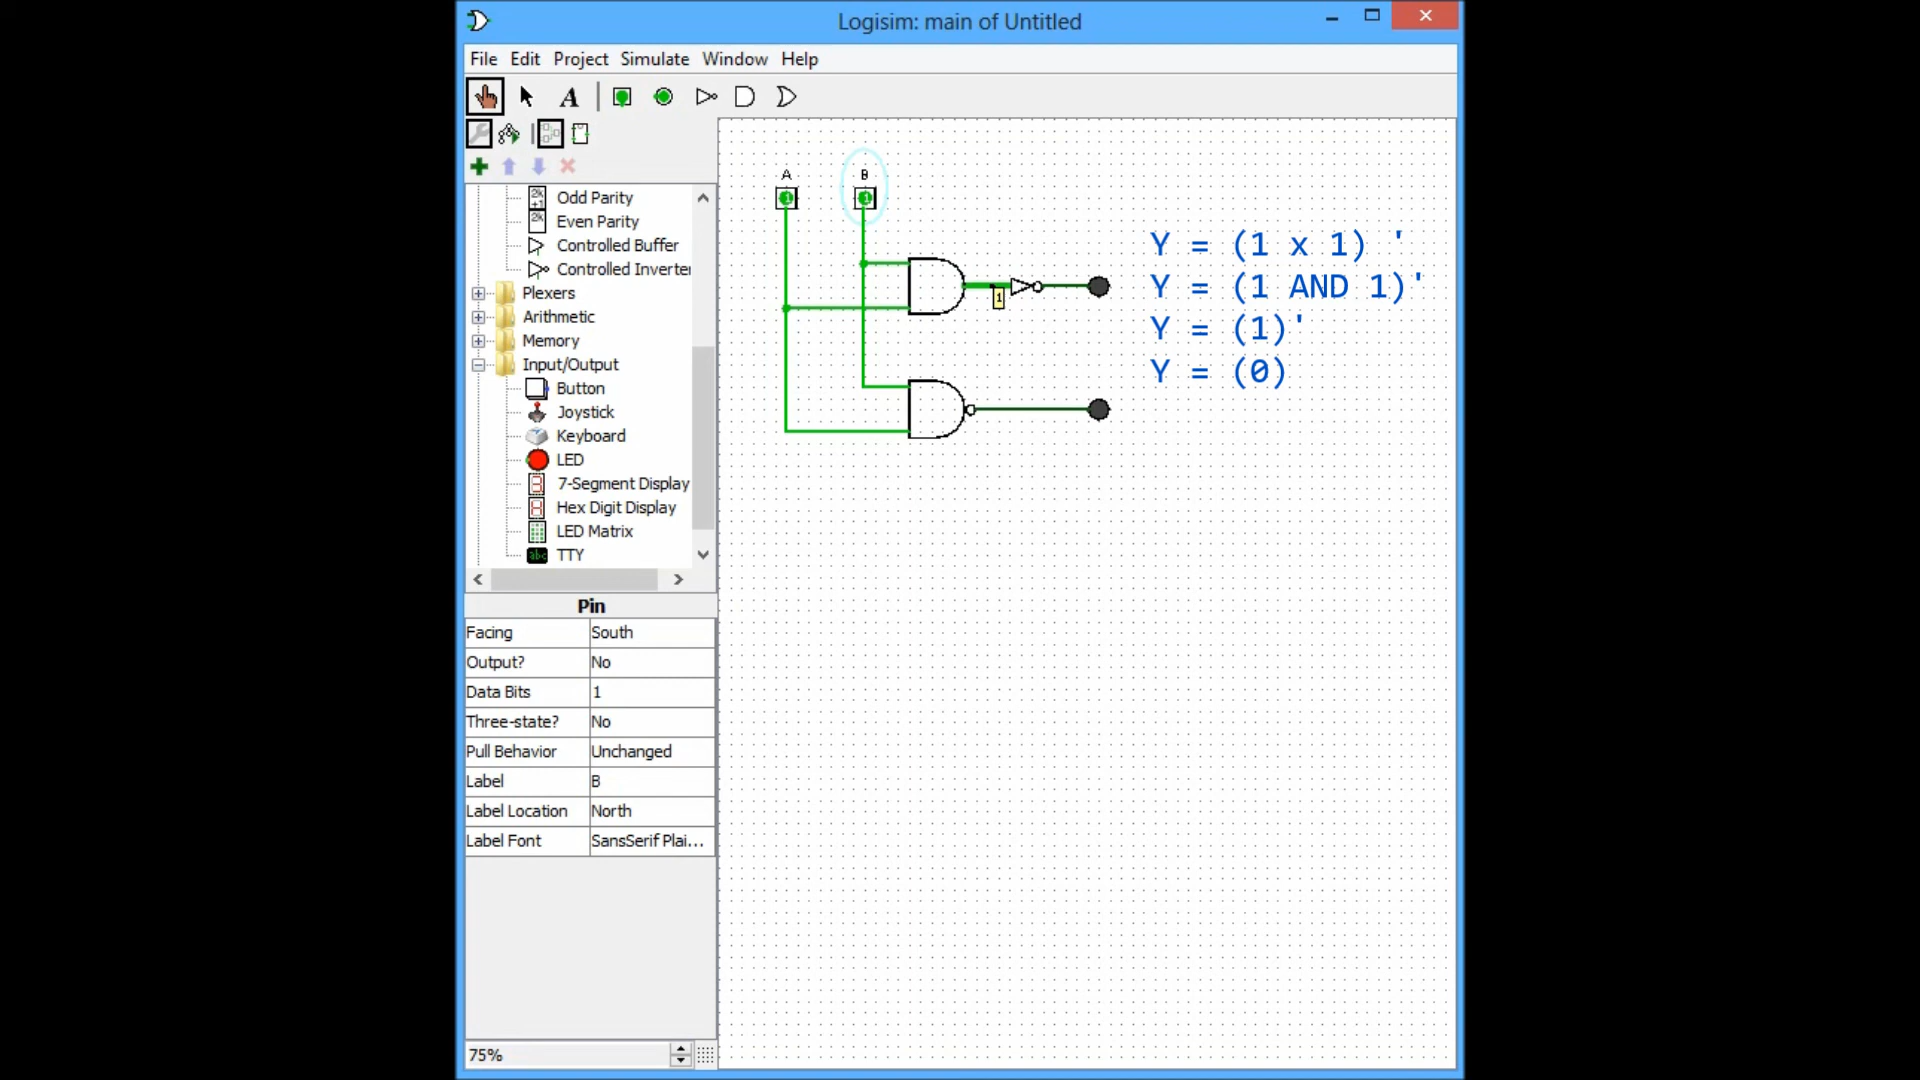 Logisim: main of Untitled
File Edit Project Simulate Window Help
A
Odd Parity
Even Parity
Controlled Buffer
Controlled Inverter
Plexers
Arithmetic
Memory
Input/Output
Button
Joystick
Keyboard
LED
7-Segment Display
Hex Digit Display
LED Matrix
abc TTY
Pin
Facing South
Output? No
Data Bits 1
Three-state? No
Pull Behavior Unchanged
Label B
Label Location North
Label Font SansSerif Plai...
75%
A B
1 1
1
Y = (1 x 1) '
Y = (1 AND 1)'
Y = (1)'
Y = (0)